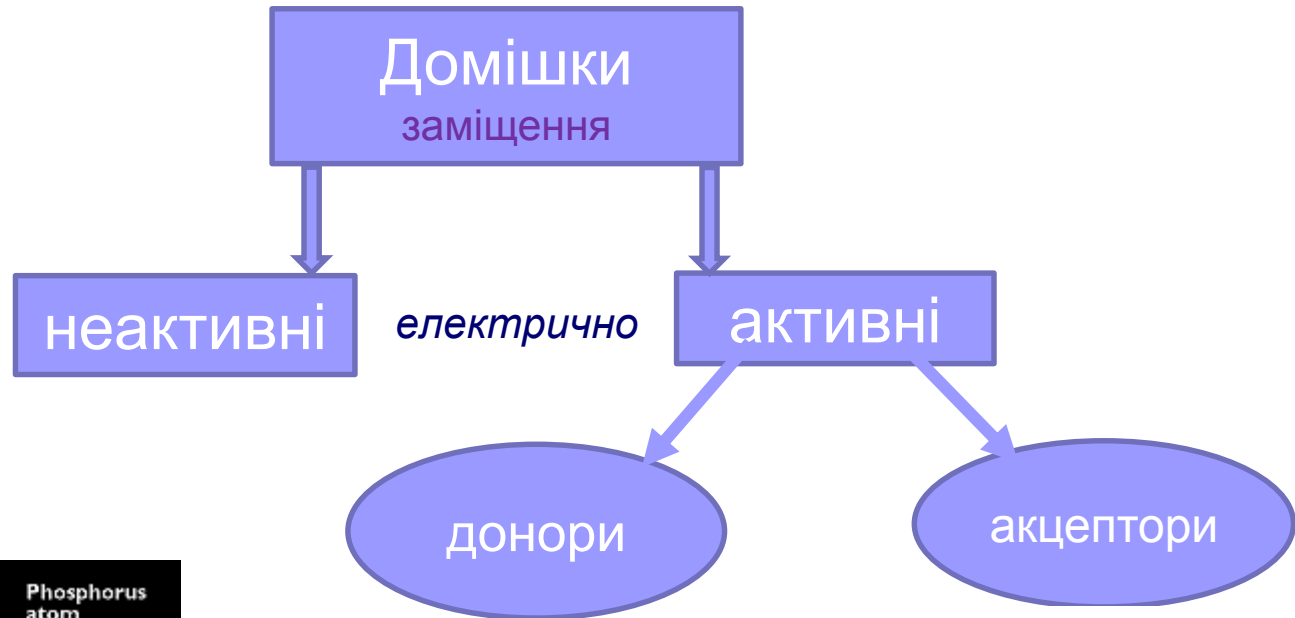 Домішки
заміщення
неактивні
електрично
активні
донори
акцептори
Phosphorus
atom